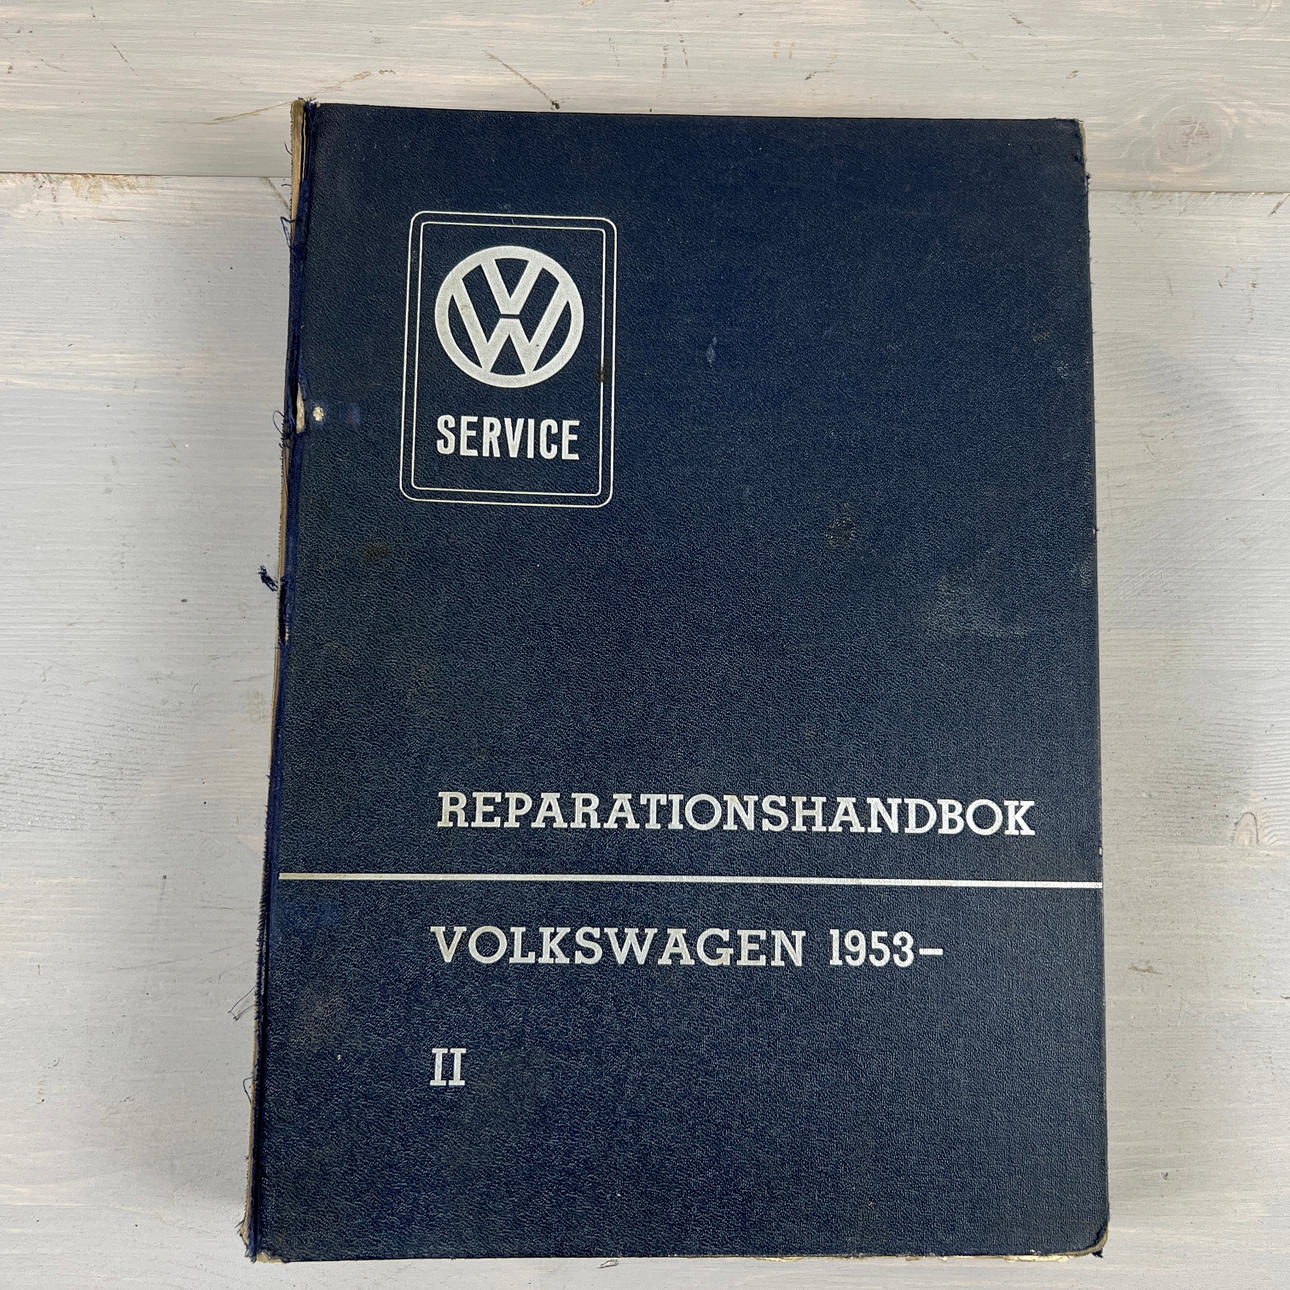 VW
SERVICE
REPARATIONSHANDBOK
VOLKSWAGEN 1953–
II